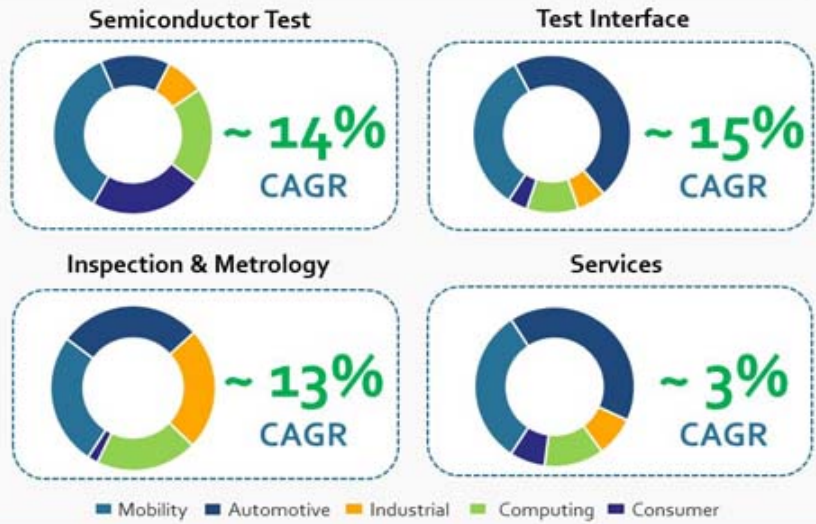 Semiconductor Test
~ 14%
CAGR
Test Interface
~ 15%
CAGR
Inspection & Metrology
~ 13%
CAGR
Services
~ 3%
CAGR
Mobility Automotive Industrial Computing Consumer